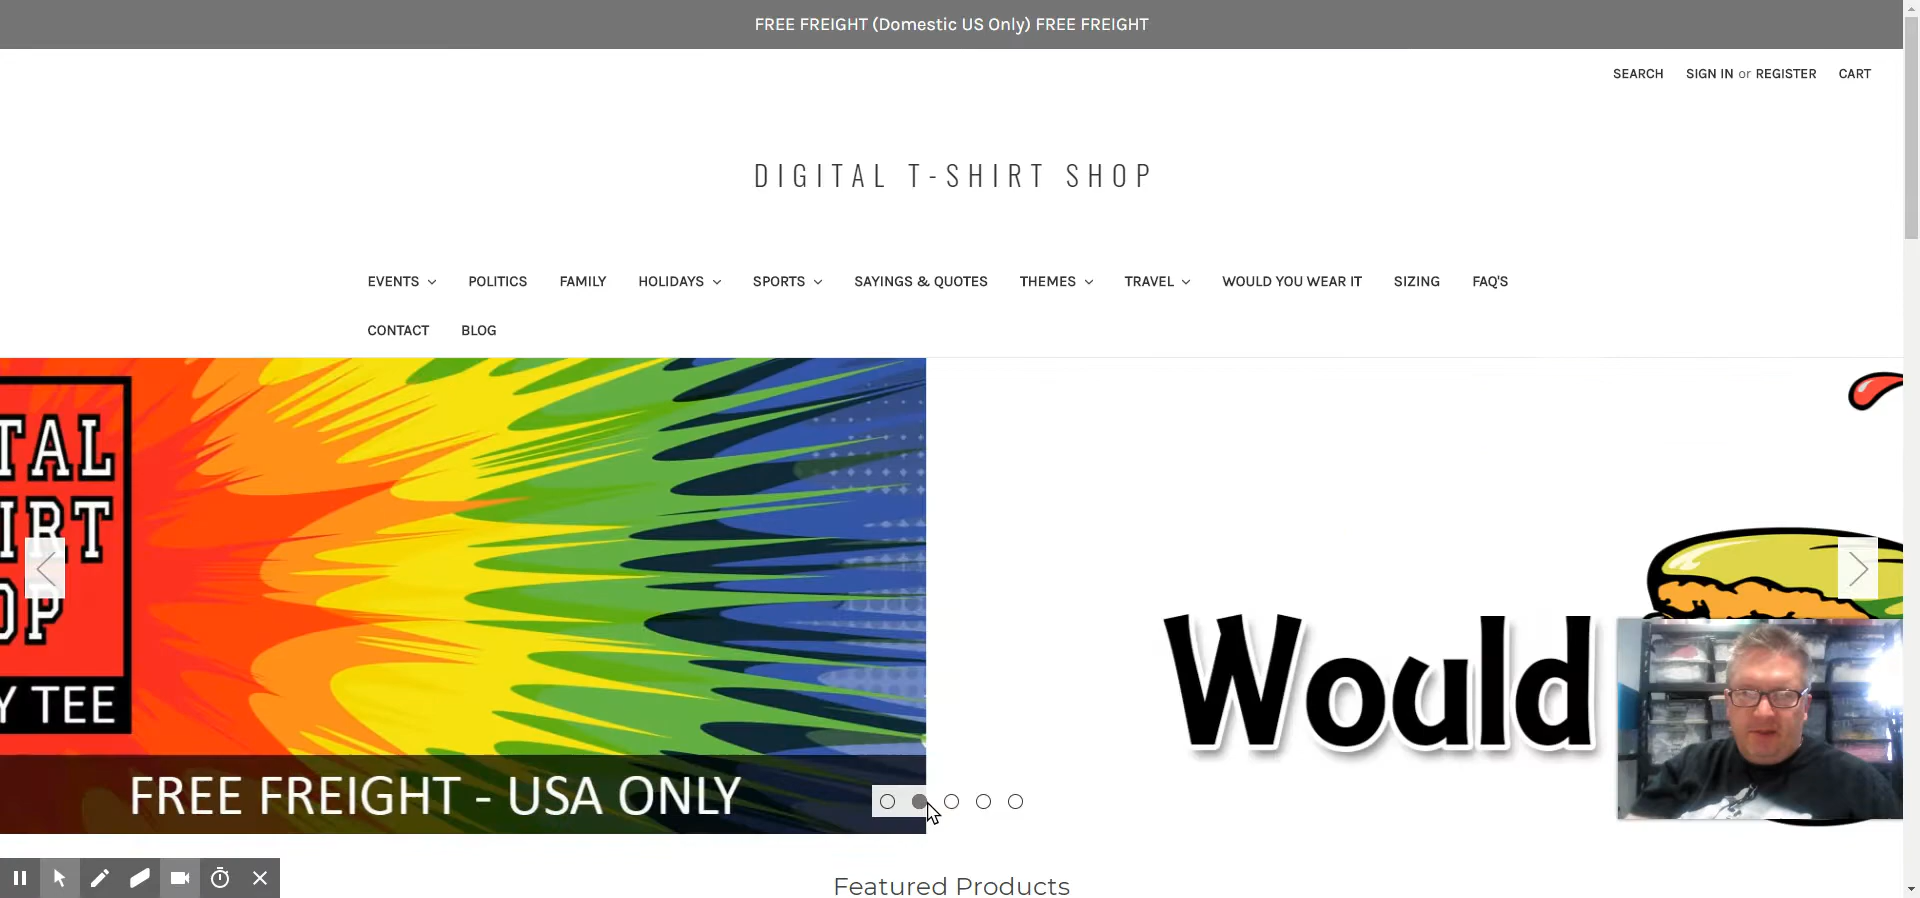 FREE FREIGHT (Domestic US Only) FREE FREIGHT
SEARCH SIGN IN or REGISTER CART
DIGITAL T-SHIRT SHOP
EVENTS POLITICS FAMILY HOLIDAYS SPORTS SAYINGS & QUOTES THEMES TRAVEL WOULD YOU WEAR IT SIZING FAQ'S
CONTACT BLOG
TAL
IRT
OP
Y TEE
FREE FREIGHT - USA ONLY
Would
Featured Products